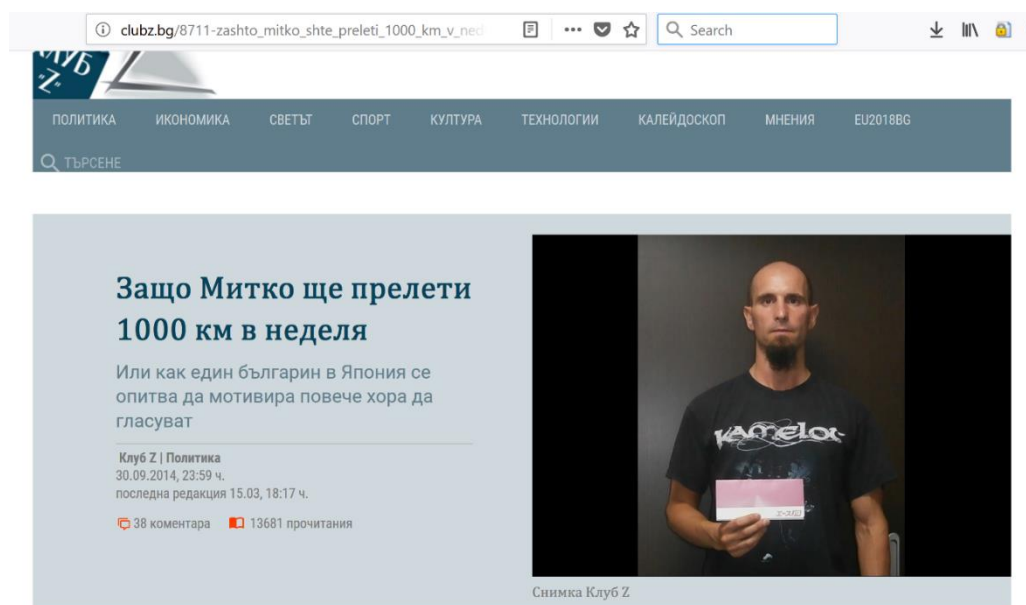 clubz.bg/8711-zashto_mitko_shte_preleti_1000_km_v_ned
Search
КЛУБ
"Z"
ПОЛИТИКА ИКОНОМИКА СВЕТЪТ СПОРТ КУЛТУРА ТЕХНОЛОГИИ КАЛЕЙДОСКОП МНЕНИЯ EU2018BG
ТЪРСЕНЕ
Защо Митко ще прелети
1000 км в неделя
Или как един българин в Япония се
опитва да мотивира повече хора да
гласуват
Клуб Z | Политика
30.09.2014, 23:59 ч.
последна редакция 15.03, 18:17 ч.
38 коментара 13681 прочитания
KAMELOT
Снимка Клуб Z